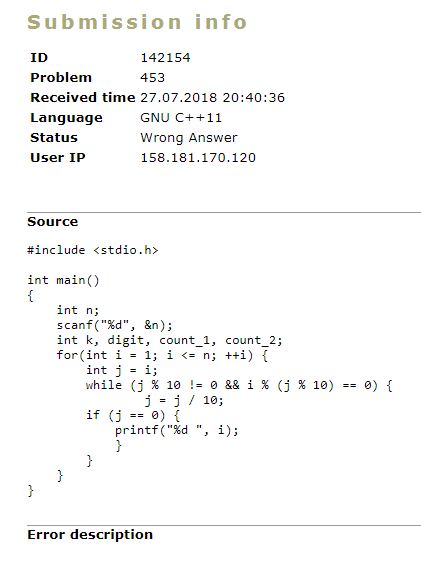 Submission info
ID 142154
Problem 453
Received time 27.07.2018 20:40:36
Language GNU C++11
Status Wrong Answer
User IP 158.181.170.120
Source
#include <stdio.h>
int main()
{
    int n;
    scanf("%d", &n);
    int k, digit, count_1, count_2;
    for(int i = 1; i <= n; ++i) {
        int j = i;
        while (j % 10 != 0 && i % (j % 10) == 0) {
                j = j / 10;
        if (j == 0) {
            printf("%d ", i);
            }
        }
    }
}
Error description